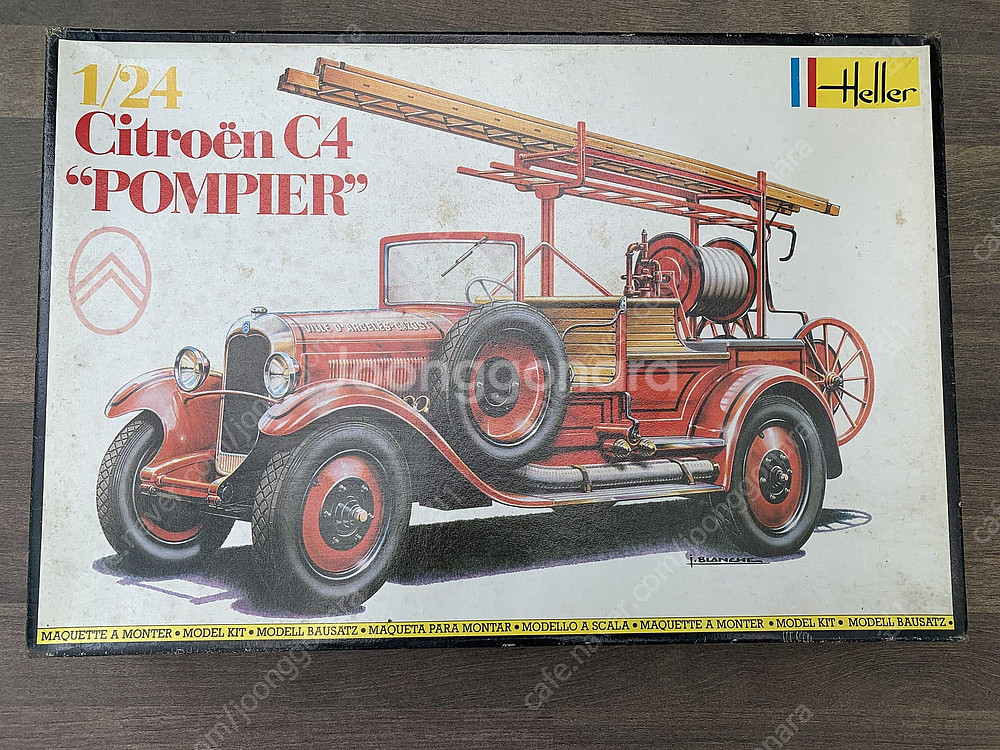 1/24
Citroën C4
“POMPIER”
Heller
VILLE D'ARGELES-GAZOST
joonggonara
J. BLANCHE
MAQUETTE A MONTER • MODEL KIT • MODELL BAUSATZ • MAQUETA PARA MONTAR • MODELLO A SCALA • MAQUETTE A MONTER • MODEL KIT • MODELL BAUSATZ •